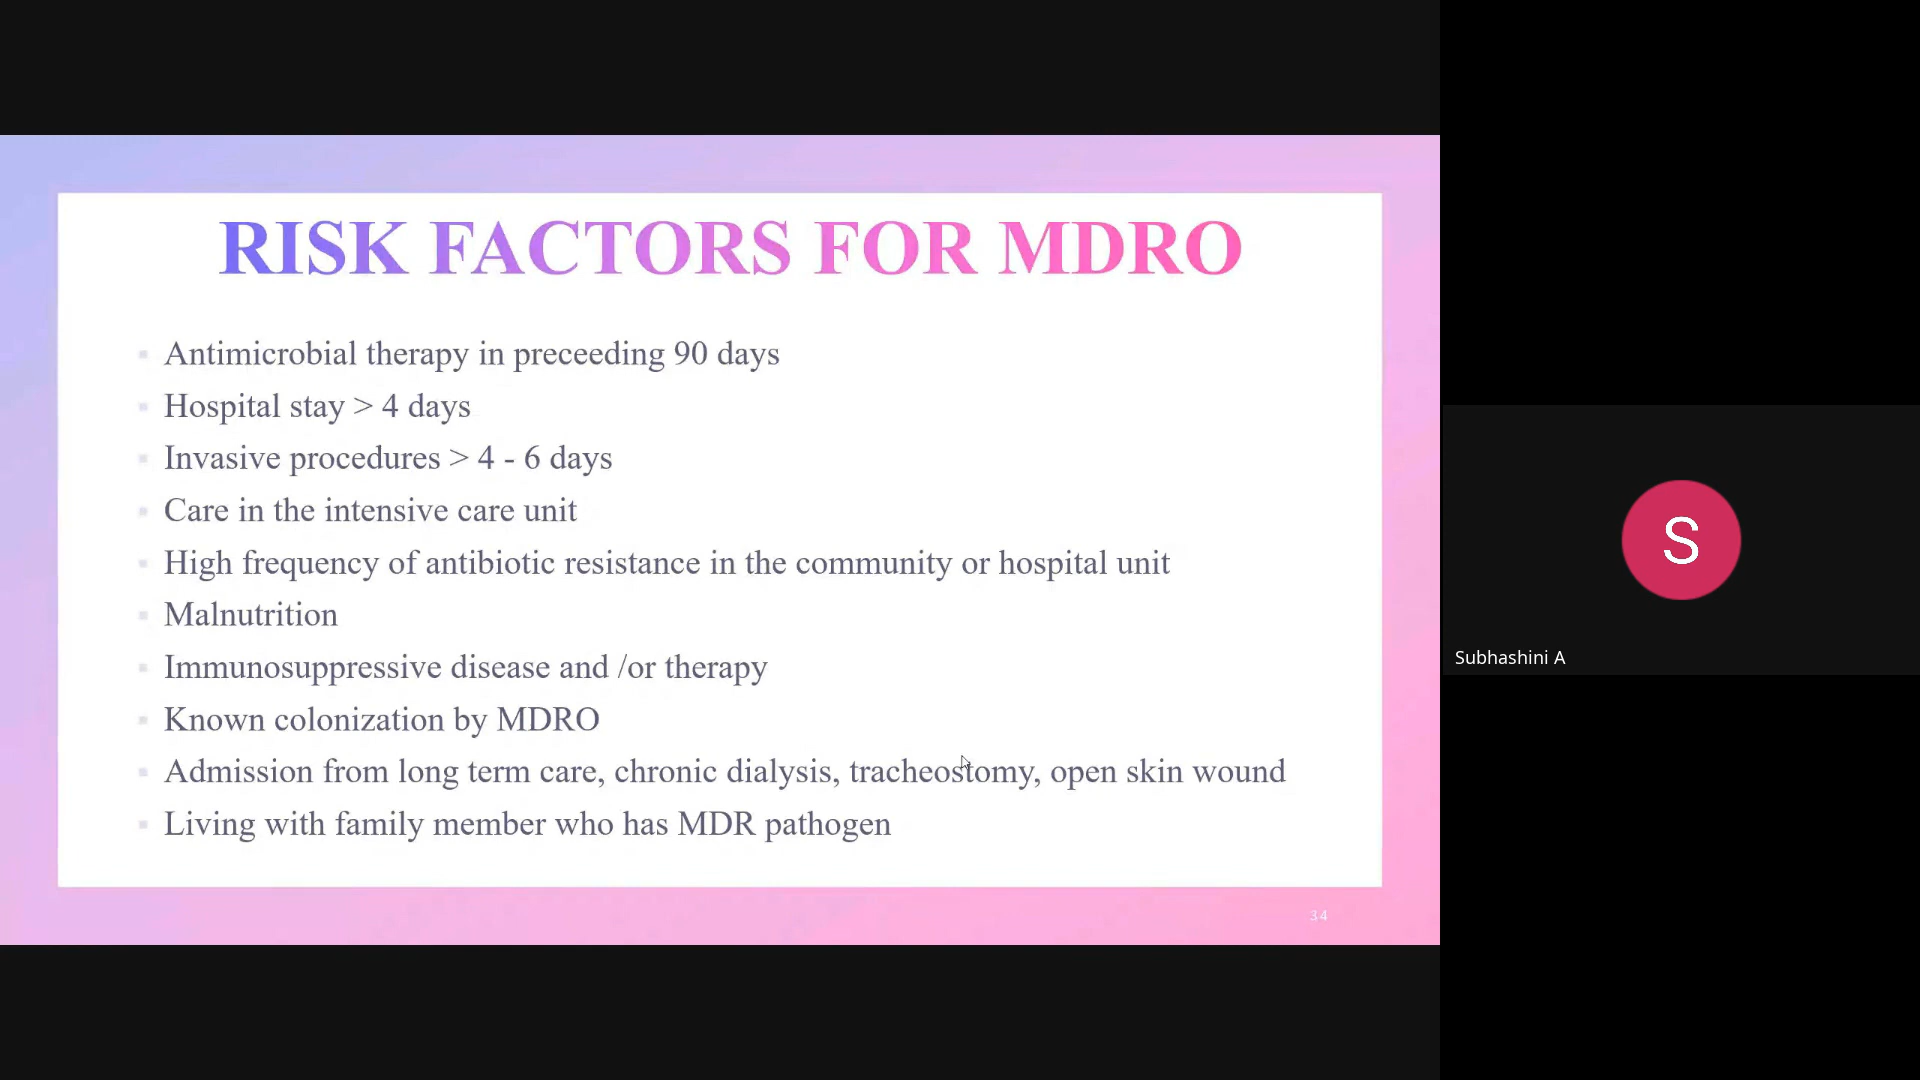 RISK FACTORS FOR MDRO
Antimicrobial therapy in preceeding 90 days
Hospital stay > 4 days
Invasive procedures > 4 - 6 days
Care in the intensive care unit
High frequency of antibiotic resistance in the community or hospital unit
Malnutrition
Immunosuppressive disease and /or therapy
Known colonization by MDRO
Admission from long term care, chronic dialysis, tracheostomy, open skin wound
Living with family member who has MDR pathogen
34
S
Subhashini A